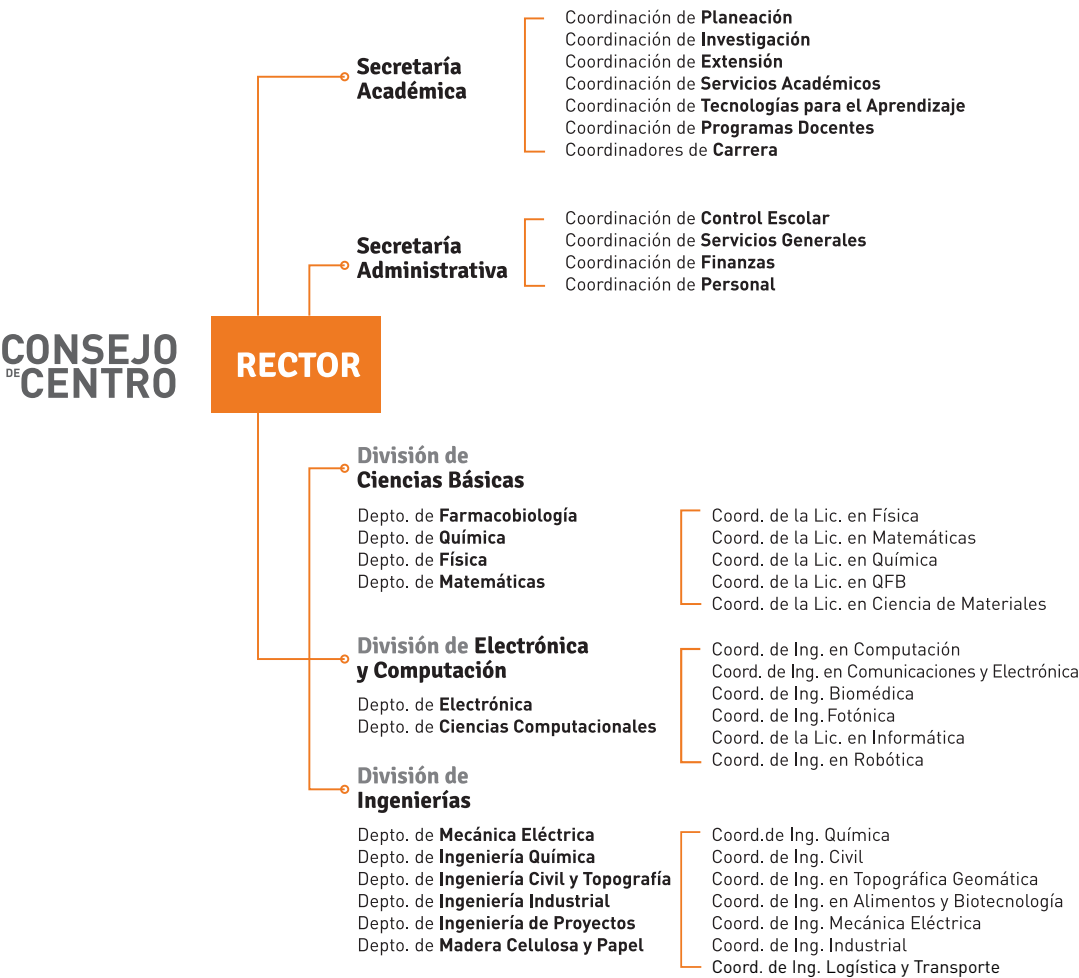 Secretaría
Académica
Coordinación de Planeación
Coordinación de Investigación
Coordinación de Extensión
Coordinación de Servicios Académicos
Coordinación de Tecnologías para el Aprendizaje
Coordinación de Programas Docentes
Coordinadores de Carrera
Secretaría
Administrativa
Coordinación de Control Escolar
Coordinación de Servicios Generales
Coordinación de Finanzas
Coordinación de Personal
CONSEJO
DE CENTRO
RECTOR
División de
Ciencias Básicas
Depto. de Farmacobiología
Depto. de Química
Depto. de Física
Depto. de Matemáticas
Coord. de la Lic. en Física
Coord. de la Lic. en Matemáticas
Coord. de la Lic. en Química
Coord. de la Lic. en QFB
Coord. de la Lic. en Ciencia de Materiales
División de Electrónica
y Computación
Depto. de Electrónica
Depto. de Ciencias Computacionales
Coord. de Ing. en Computación
Coord. de Ing. en Comunicaciones y Electrónica
Coord. de Ing. Biomédica
Coord. de Ing. Fotónica
Coord. de la Lic. en Informática
Coord. de Ing. en Robótica
División de
Ingenierías
Depto. de Mecánica Eléctrica
Depto. de Ingeniería Química
Depto. de Ingeniería Civil y Topografía
Depto. de Ingeniería Industrial
Depto. de Ingeniería de Proyectos
Depto. de Madera Celulosa y Papel
Coord.de Ing. Química
Coord. de Ing. Civil
Coord. de Ing. en Topográfica Geomática
Coord. de Ing. en Alimentos y Biotecnología
Coord. de Ing. Mecánica Eléctrica
Coord. de Ing. Industrial
Coord. de Ing. Logística y Transporte